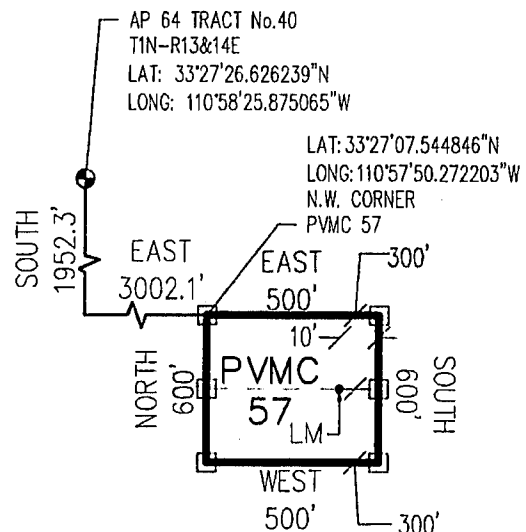 AP 64 TRACT No.40
T1N-R13&14E
LAT: 33°27'26.626239"N
LONG: 110°58'25.875065"W
LAT: 33°27'07.544846"N
LONG: 110°57'50.272203"W
N.W. CORNER
PVMC 57
SOUTH
1952.3'
EAST
3002.1'
EAST
500'
300'
10'
NORTH
600'
PVMC
57
LM
SOUTH
600'
WEST
500'
300'